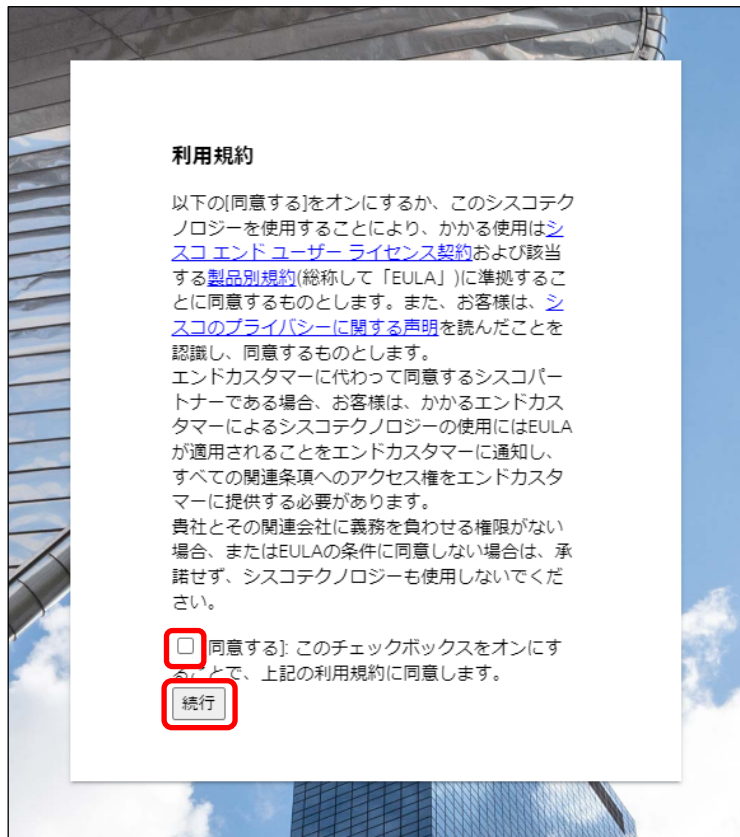 利用規約
以下の[同意する]をオンにするか、このシスコテク
ノロジーを使用することにより、かかる使用はシ
スコ エンド ユーザー ライセンス契約および該当
する製品別規約(総称して「EULA」)に準拠するこ
とに同意するものとします。また、お客様は、シ
スコのプライバシーに関する声明を読んだことを
認識し、同意するものとします。
エンドカスタマーに代わって同意するシスコパー
トナーである場合、お客様は、かかるエンドカス
タマーによるシスコテクノロジーの使用にはEULA
が適用されることをエンドカスタマーに通知し、
すべての関連条項へのアクセス権をエンドカスタ
マーに提供する必要があります。
貴社とその関連会社に義務を負わせる権限がない
場合、またはEULAの条件に同意しない場合は、承
諾せず、シスコテクノロジーも使用しないでくだ
さい。
同意する]: このチェックボックスをオンにす
ることで、上記の利用規約に同意します。
続行